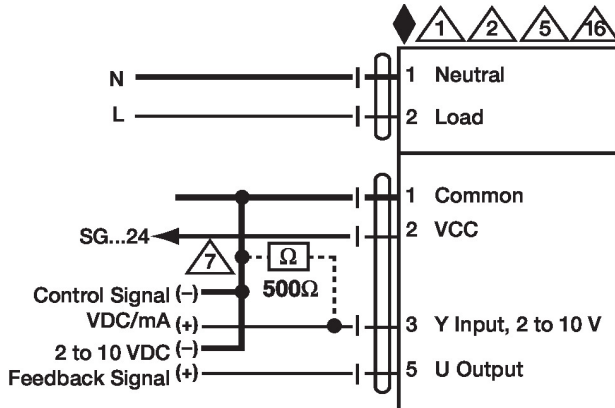 1 2 5 16
N 1 Neutral
L 2 Load
1 Common
SG...24 2 VCC
7
Ω
500Ω
Control Signal (-)
VDC/mA (+) 3 Y Input, 2 to 10 V
2 to 10 VDC (-)
Feedback Signal (+) 5 U Output